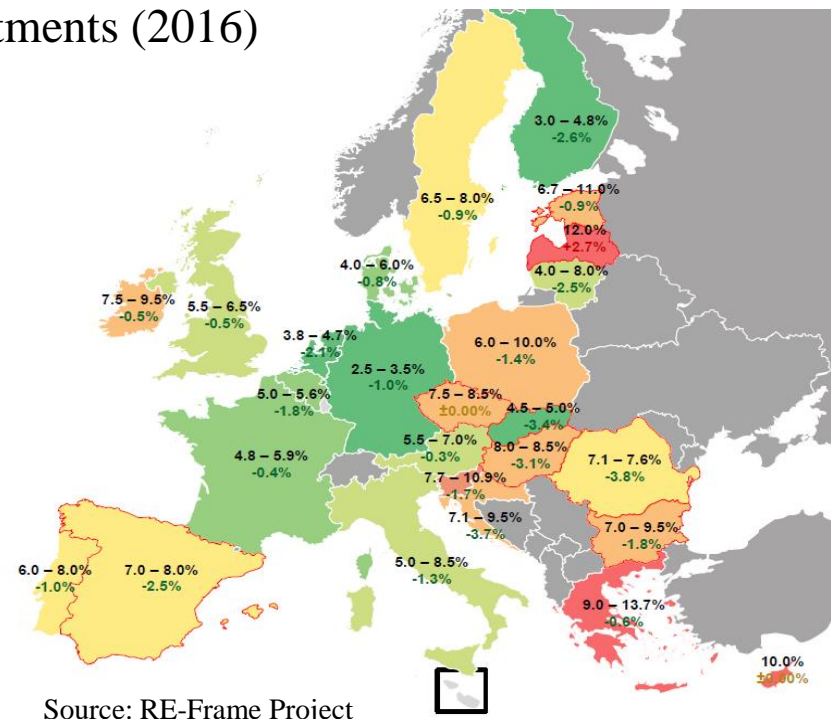 tments (2016)
3.0 – 4.8%
-2.6%
6.5 – 8.0%
-0.9%
6.7 – 11.0%
-0.9%
12.0%
+2.7%
4.0 – 8.0%
-2.5%
4.0 – 6.0%
-0.8%
7.5 – 9.5%
-0.5%
5.5 – 6.5%
-0.5%
3.8 – 4.7%
-2.1%
2.5 – 3.5%
-1.0%
6.0 – 10.0%
-1.4%
5.0 – 5.6%
-1.8%
7.5 – 8.5%
±0.00%
4.5 – 5.0%
-3.4%
5.5 – 7.0%
-0.3%
8.0 – 8.5%
-3.1%
4.8 – 5.9%
-0.4%
7.1 – 7.6%
-3.8%
7.7 – 10.9%
-1.7%
7.1 – 9.5%
-3.7%
7.0 – 9.5%
-1.8%
6.0 – 8.0%
-1.0%
7.0 – 8.0%
-2.5%
5.0 – 8.5%
-1.3%
9.0 – 13.7%
-0.6%
10.0%
±0.00%
Source: RE-Frame Project